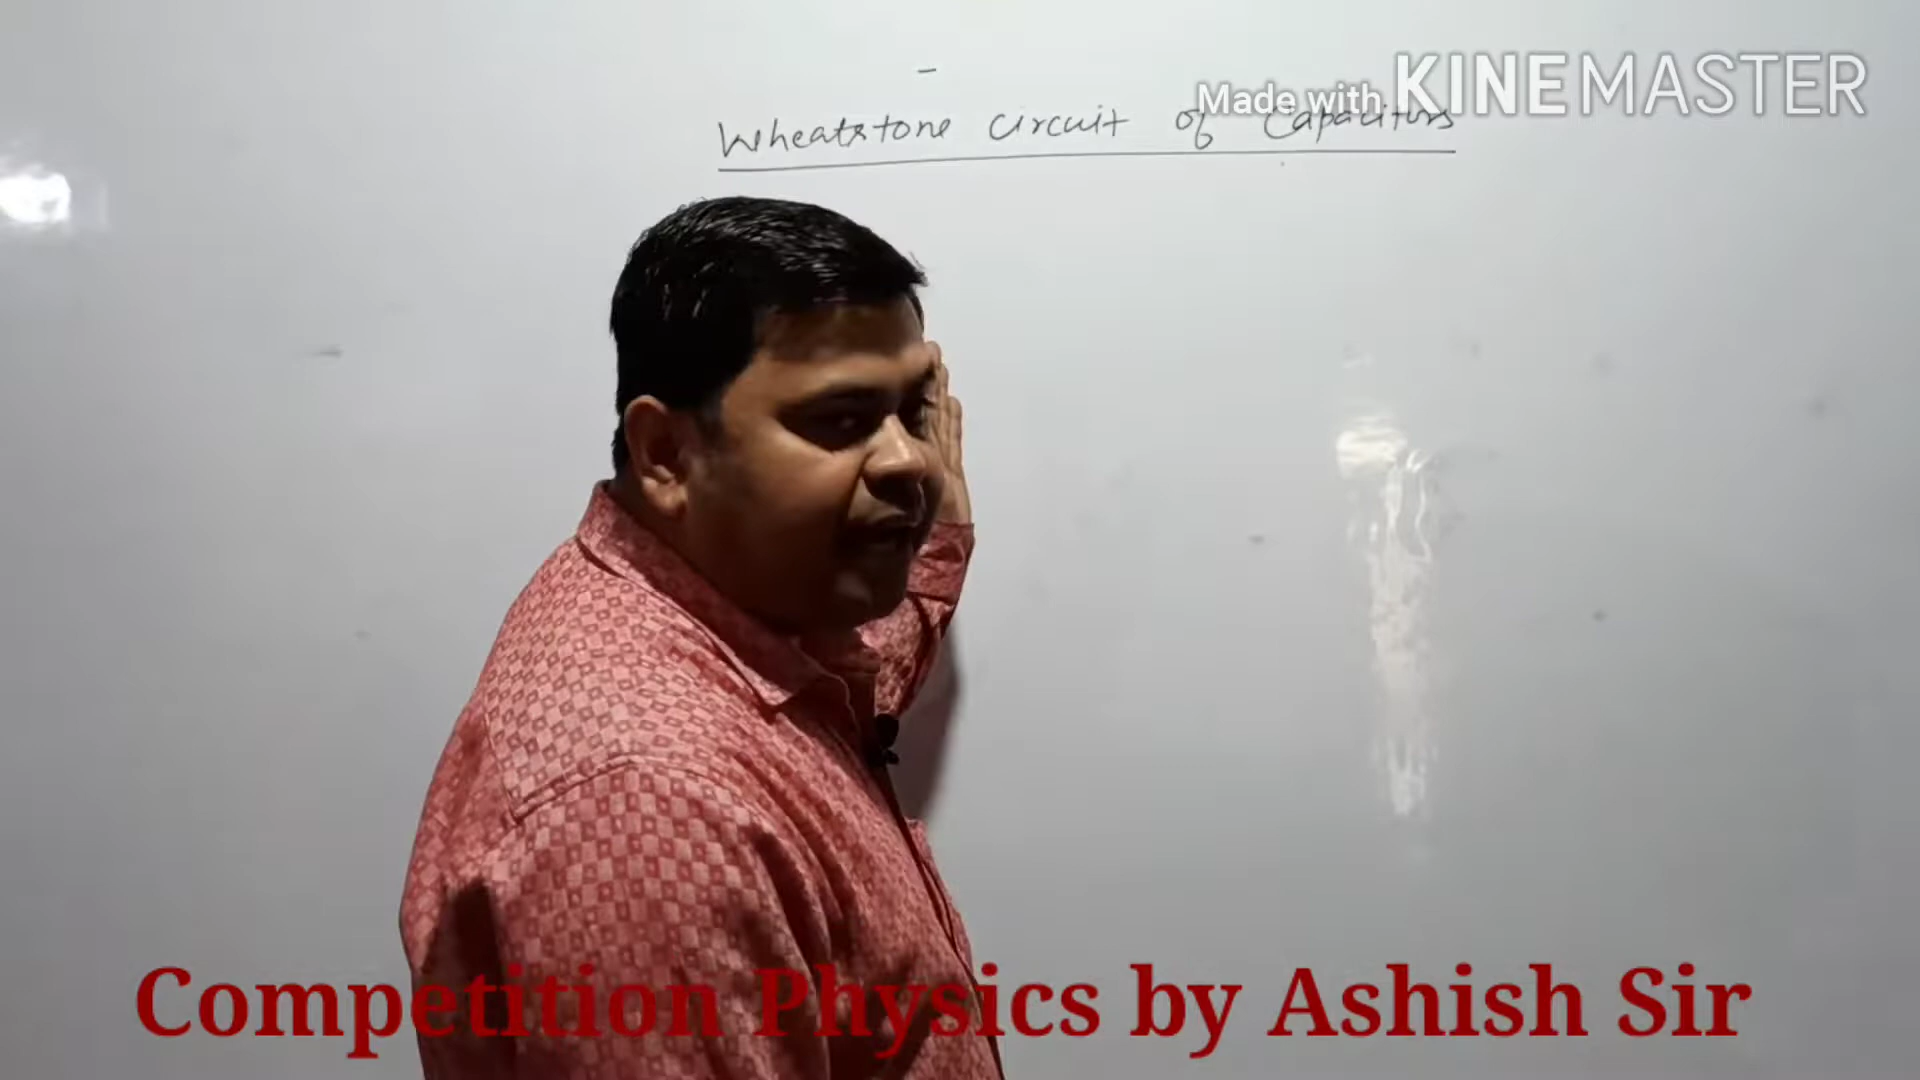 Made with KINEMASTER
Wheatstone Circuit of Capacitors
Competition Physics by Ashish Sir